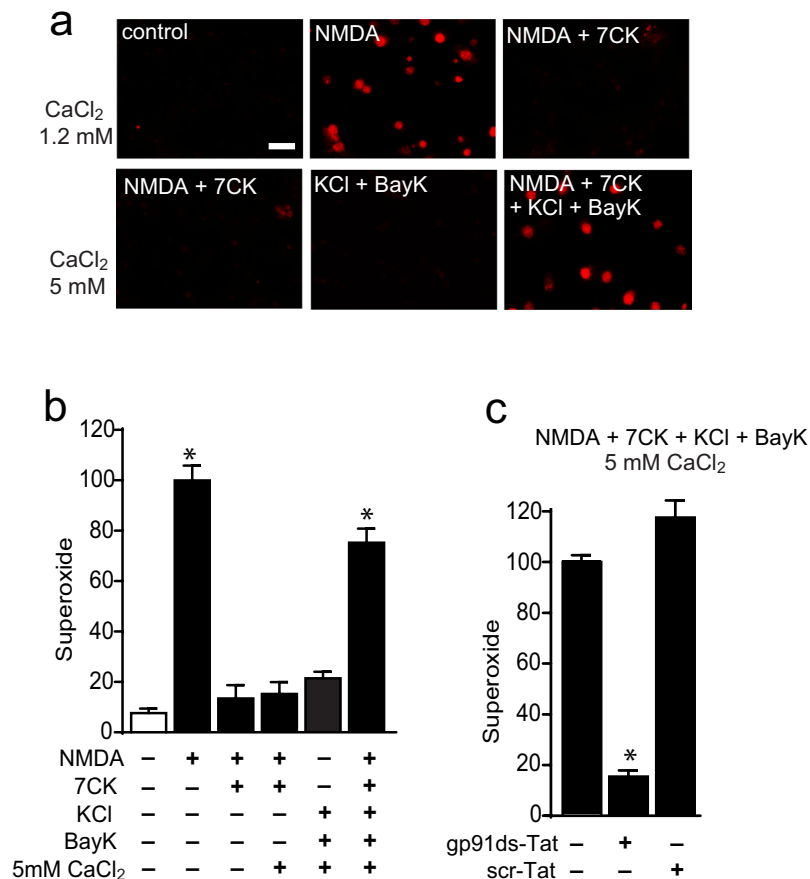 a
control
NMDA
NMDA + 7CK
CaCl₂
1.2 mM
NMDA + 7CK
KCl + BayK
NMDA + 7CK
+ KCl + BayK
CaCl₂
5 mM
b
Superoxide
120
100
80
60
40
20
0
*
*
NMDA – + + + – +
7CK – – + + – +
KCl – – – – + +
BayK – – – – + +
5mM CaCl₂ – – – + + +
c
NMDA + 7CK + KCl + BayK
5 mM CaCl₂
Superoxide
120
100
80
60
40
20
0
*
gp91ds-Tat – + –
scr-Tat – – +